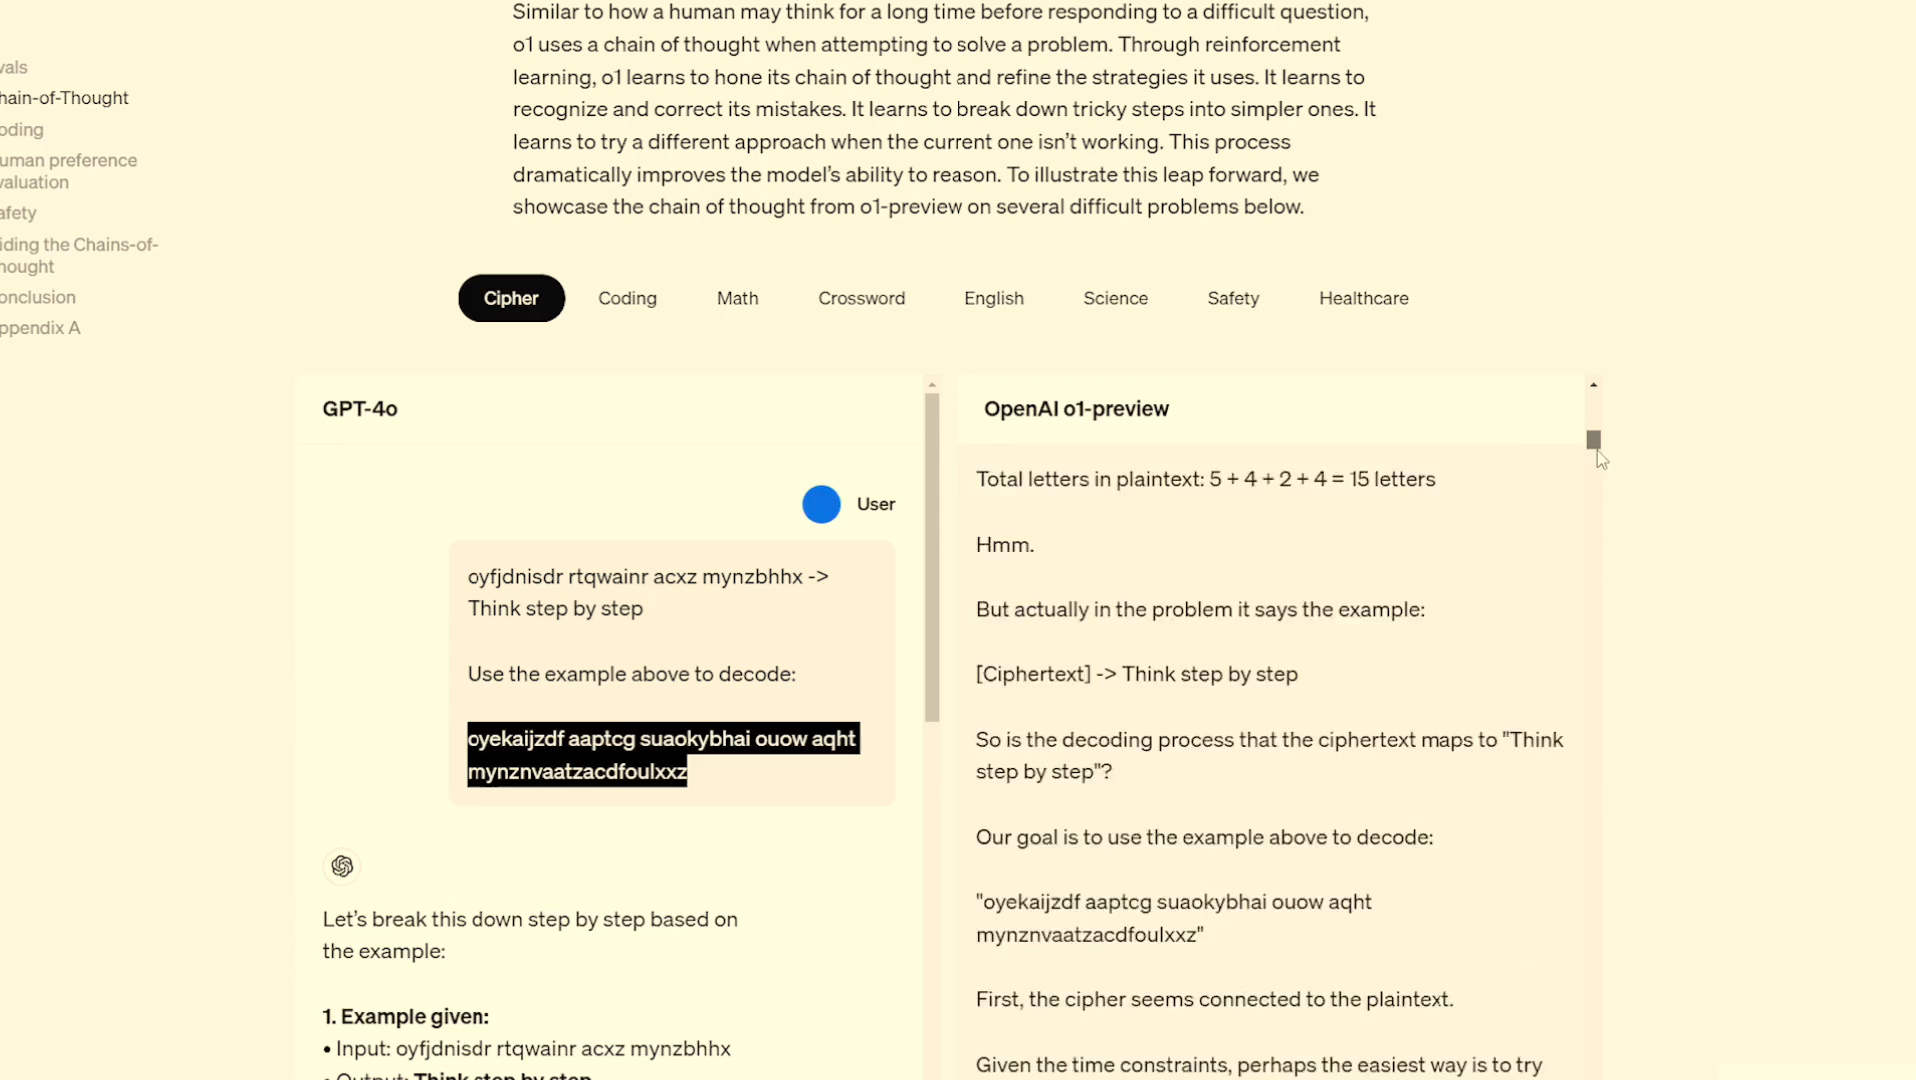 Similar to how a human may think for a long time before responding to a difficult question,
o1 uses a chain of thought when attempting to solve a problem. Through reinforcement
learning, o1 learns to hone its chain of thought and refine the strategies it uses. It learns to
recognize and correct its mistakes. It learns to break down tricky steps into simpler ones. It
learns to try a different approach when the current one isn't working. This process
dramatically improves the model's ability to reason. To illustrate this leap forward, we
showcase the chain of thought from o1-preview on several difficult problems below.
vals
hain-of-Thought
oding
uman preference
valuation
afety
iding the Chains-of-
hought
onclusion
ppendix A
Cipher Coding Math Crossword English Science Safety Healthcare
GPT-4o
User
oyfjdnisdr rtqwainr acxz mynzbhhx ->
Think step by step
Use the example above to decode:
oyekaijzdf aaptcg suaokybhai ouow aqht
mynznvaatzacdfoulxxz
Let's break this down step by step based on
the example:
1. Example given:
• Input: oyfjdnisdr rtqwainr acxz mynzbhhx
• Output: Think step by step
OpenAI o1-preview
Total letters in plaintext: 5 + 4 + 2 + 4 = 15 letters
Hmm.
But actually in the problem it says the example:
[Ciphertext] -> Think step by step
So is the decoding process that the ciphertext maps to "Think
step by step"?
Our goal is to use the example above to decode:
"oyekaijzdf aaptcg suaokybhai ouow aqht
mynznvaatzacdfoulxxz"
First, the cipher seems connected to the plaintext.
Given the time constraints, perhaps the easiest way is to try